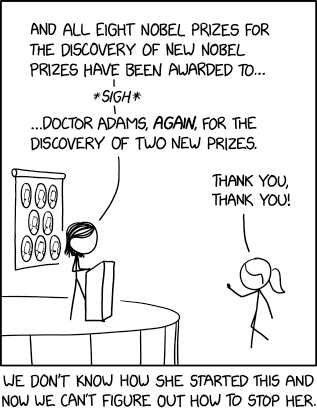 AND ALL EIGHT NOBEL PRIZES FOR
THE DISCOVERY OF NEW NOBEL
PRIZES HAVE BEEN AWARDED TO...
*SIGH*
...DOCTOR ADAMS, AGAIN, FOR THE
DISCOVERY OF TWO NEW PRIZES.
THANK YOU,
THANK YOU!
WE DON'T KNOW HOW SHE STARTED THIS AND
NOW WE CAN'T FIGURE OUT HOW TO STOP HER.